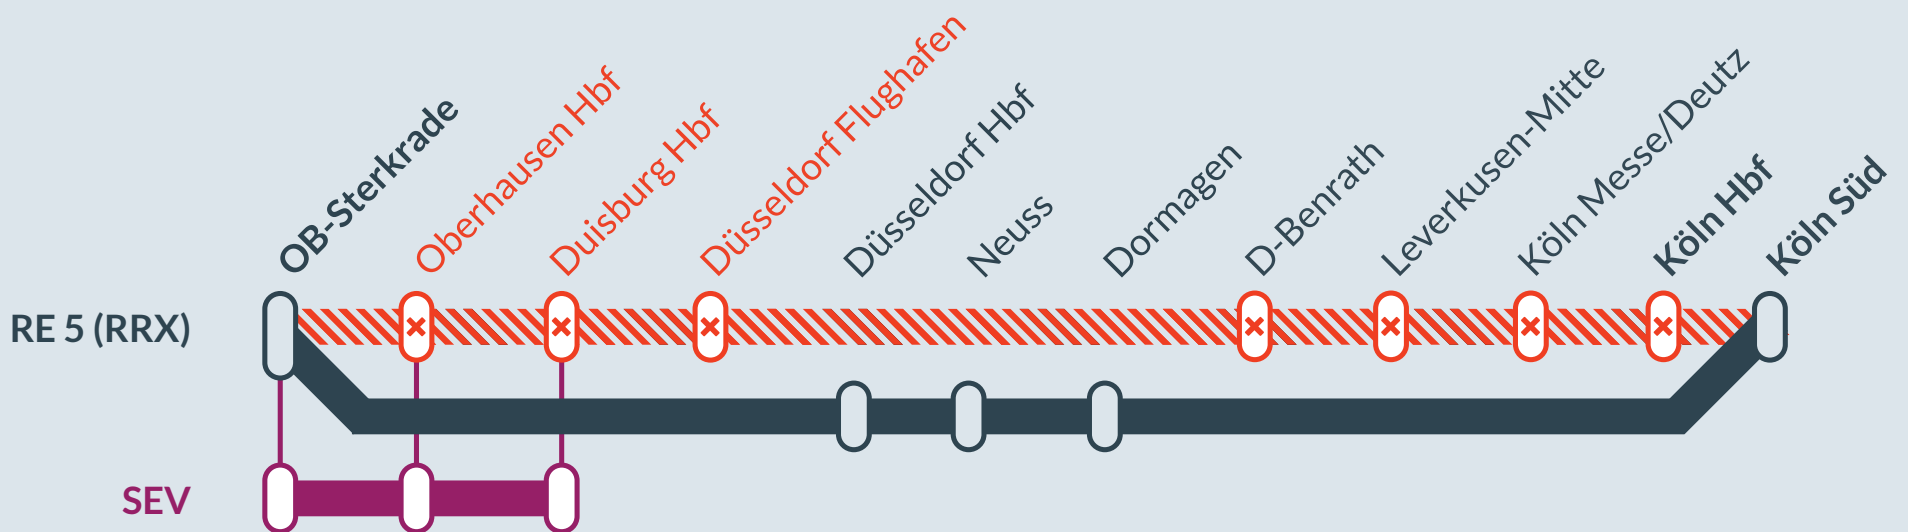 OB-Sterkrade
Oberhausen Hbf
Duisburg Hbf
Düsseldorf Flughafen
Düsseldorf Hbf
Neuss
Dormagen
D-Benrath
Leverkusen-Mitte
Köln Messe/Deutz
Köln Hbf
Köln Süd
RE 5 (RRX)
SEV